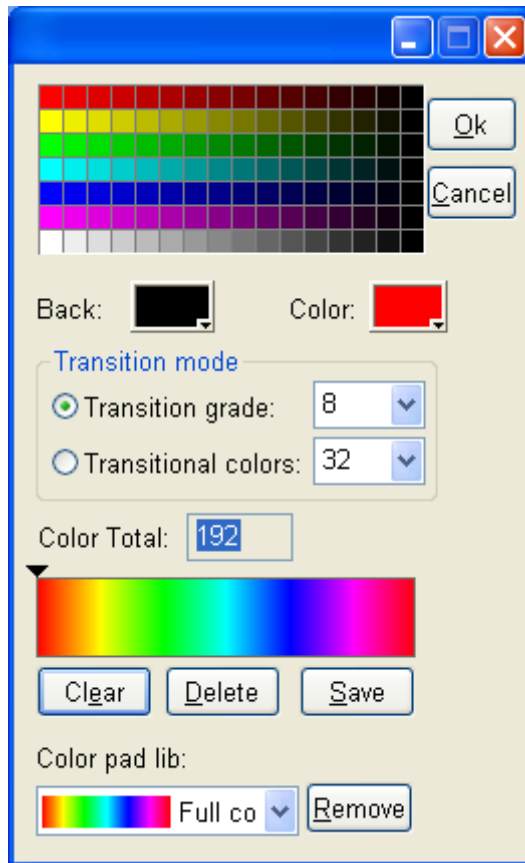 Ok
Cancel
Back: Color:
Transition mode
Transition grade: 8
Transitional colors: 32
Color Total: 192
Clear Delete Save
Color pad lib:
Full co Remove